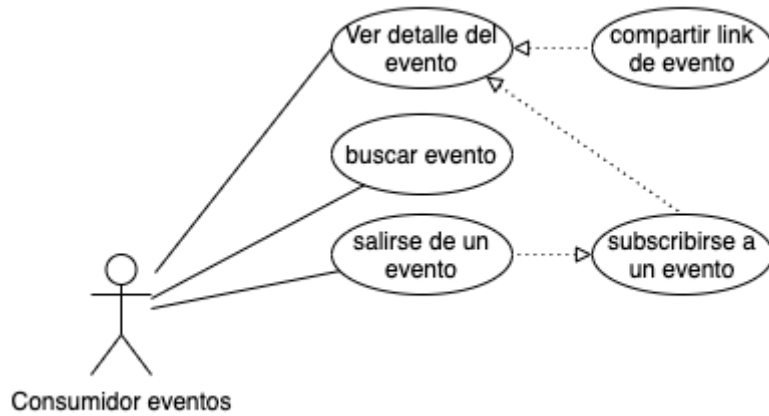 Ver detalle del
evento
compartir link
de evento
buscar evento
salirse de un
evento
subscribirse a
un evento
Consumidor eventos